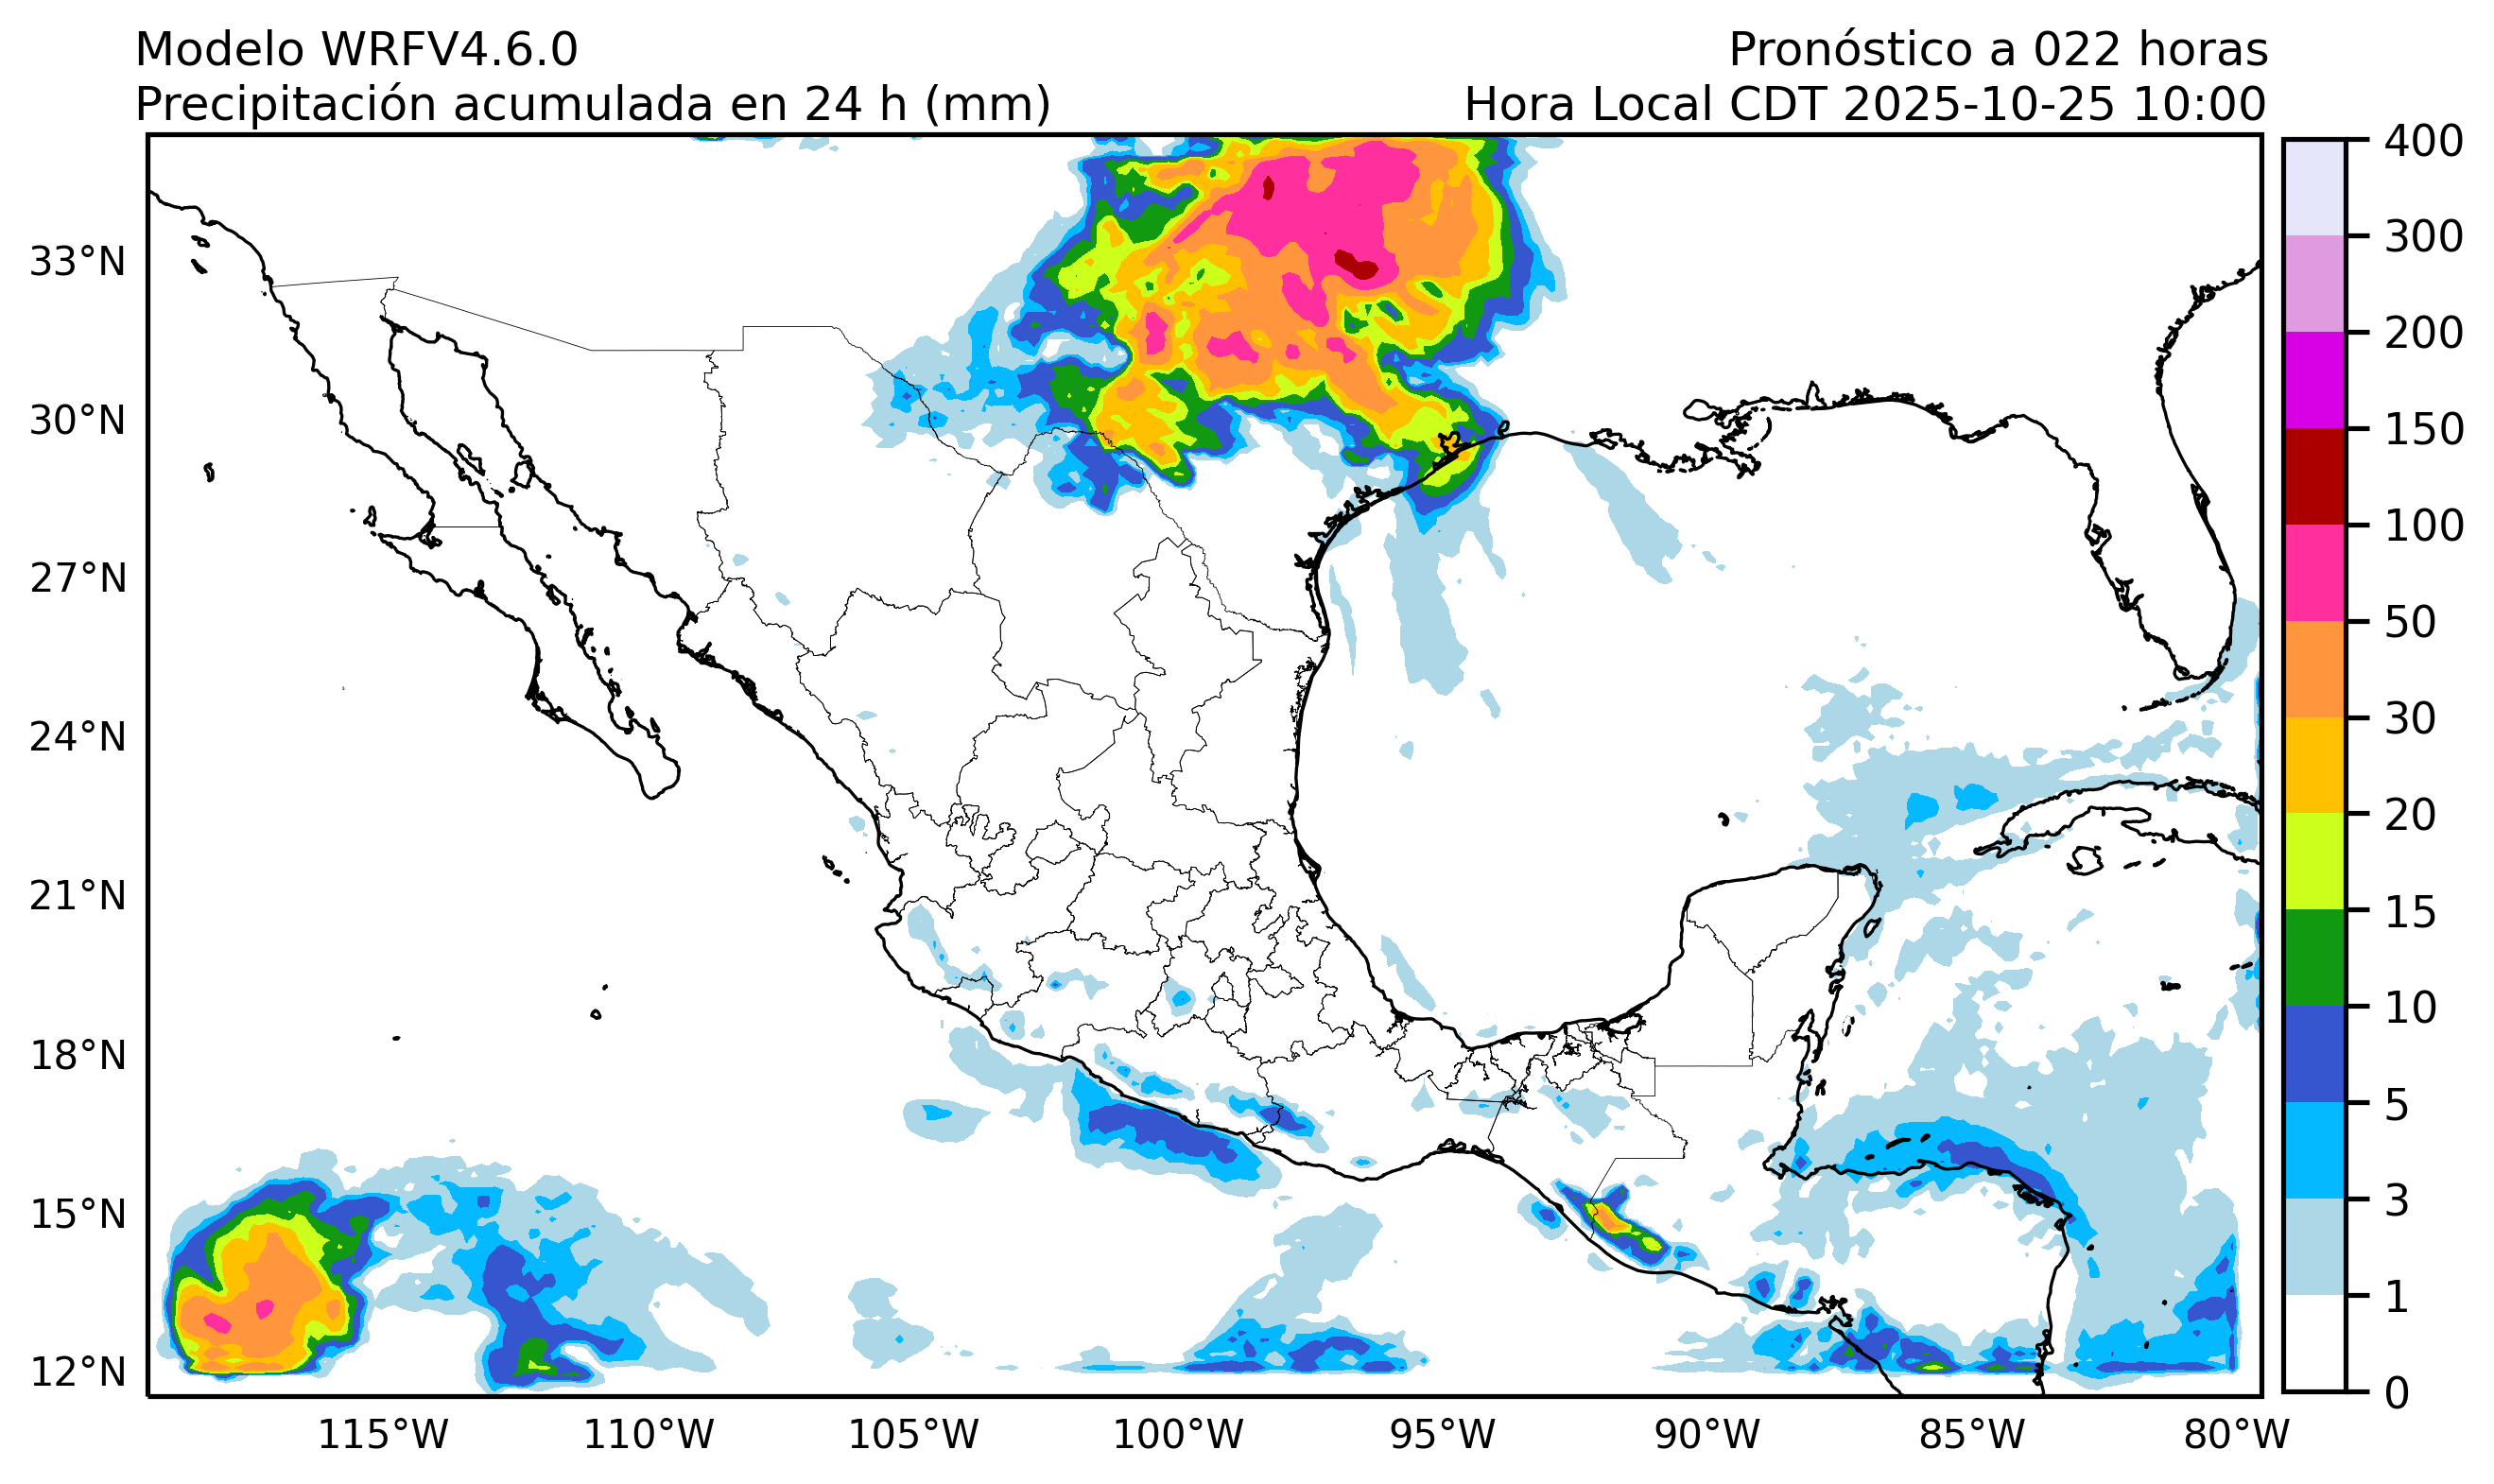 Modelo WRFV4.6.0
Pronóstico a 022 horas
Precipitación acumulada en 24 h (mm)
Hora Local CDT 2025-10-25 10:00
33°N
30°N
27°N
24°N
21°N
18°N
15°N
12°N
115°W
110°W
105°W
100°W
95°W
90°W
85°W
80°W
400
300
200
150
100
50
30
20
15
10
5
3
1
0